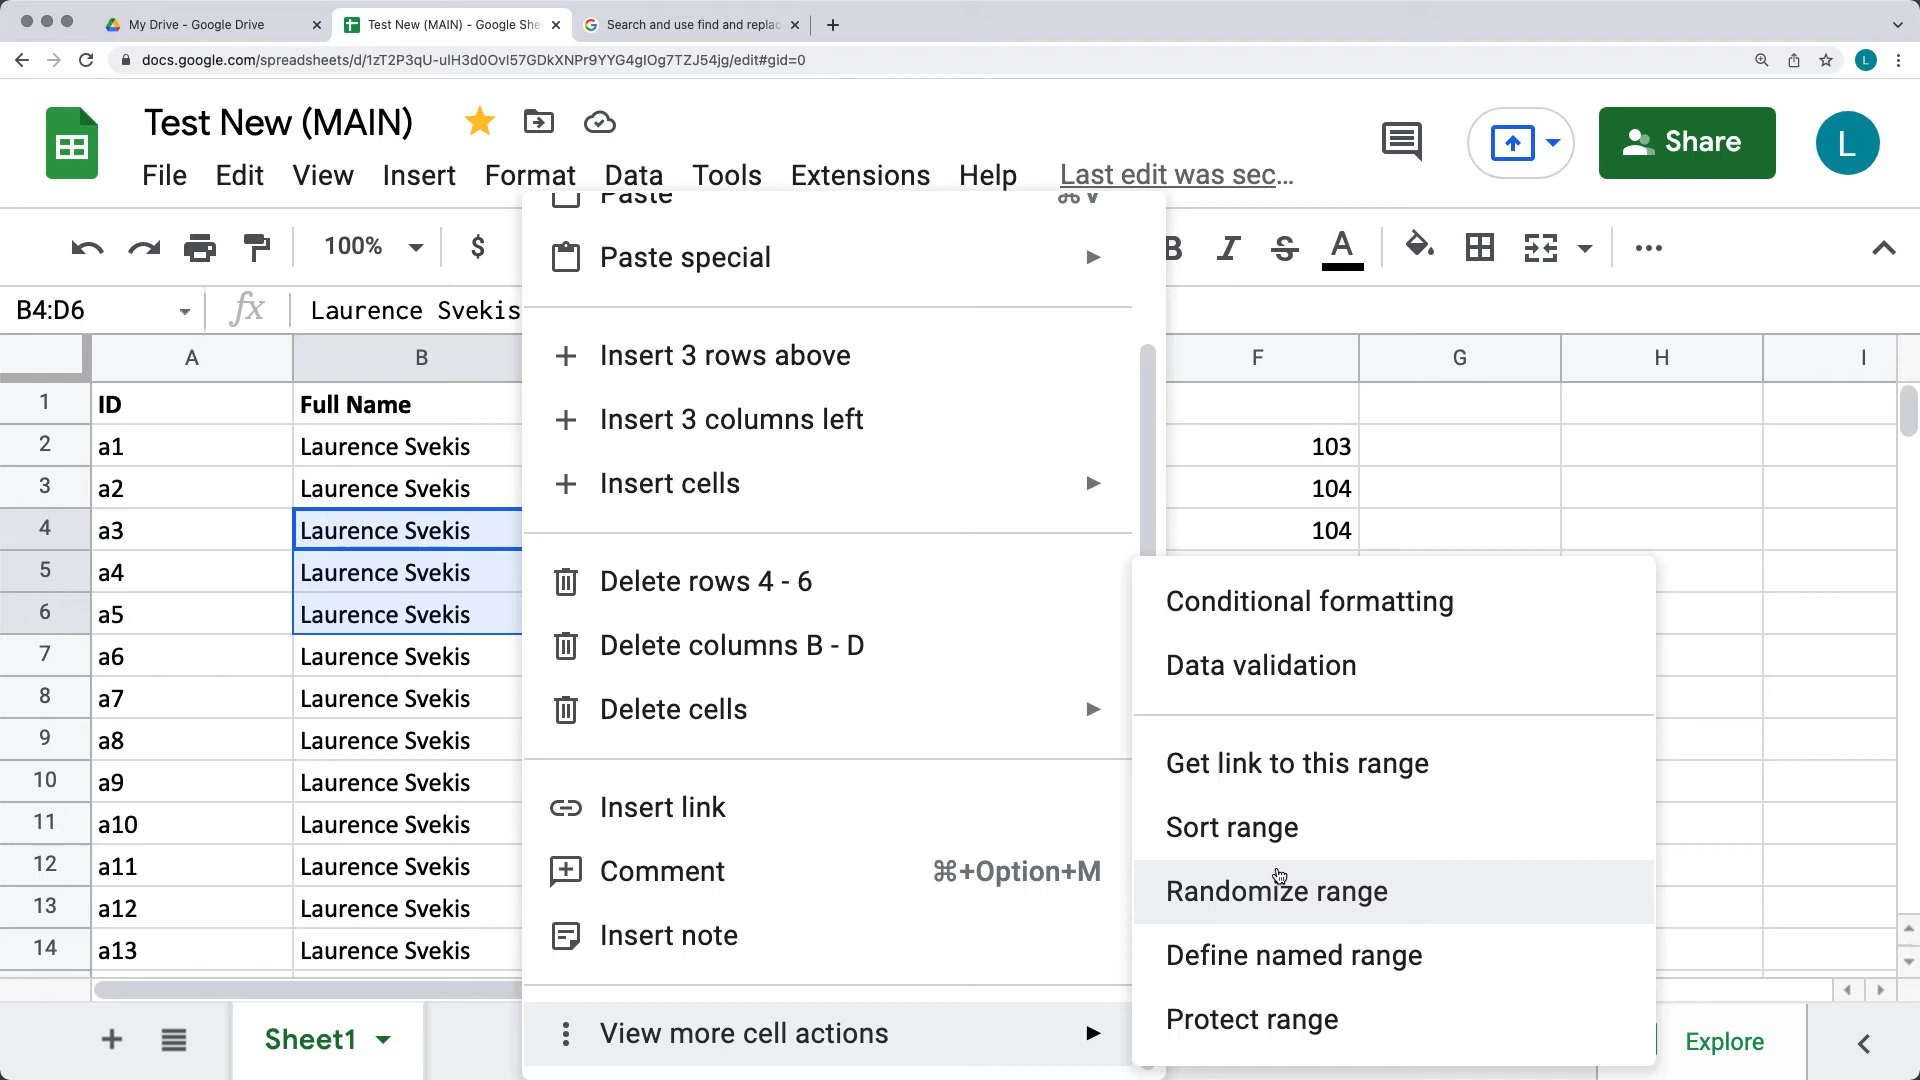 My Drive - Google Drive
Test New (MAIN) - Google She
Search and use find and replac
docs.google.com/spreadsheets/d/1zT2P3qU-uIH3d0OvI57GDkXNPr9YYG4gIOg7TZJ54jg/edit#gid=0
L
Test New (MAIN)
Share
L
File Edit View Insert Format Data Tools Extensions Help Last edit was sec...
100% $ B I S A
B4:D6 fx Laurence Svekis
Paste ⌘V
Paste special
Insert 3 rows above
Insert 3 columns left
Insert cells
Delete rows 4 - 6
Delete columns B - D
Delete cells
Insert link
Comment ⌘+Option+M
Insert note
View more cell actions
Conditional formatting
Data validation
Get link to this range
Sort range
Randomize range
Define named range
Protect range
A B F G H I
1 ID Full Name
2 a1 Laurence Svekis 103
3 a2 Laurence Svekis 104
4 a3 Laurence Svekis 104
5 a4 Laurence Svekis
6 a5 Laurence Svekis
7 a6 Laurence Svekis
8 a7 Laurence Svekis
9 a8 Laurence Svekis
10 a9 Laurence Svekis
11 a10 Laurence Svekis
12 a11 Laurence Svekis
13 a12 Laurence Svekis
14 a13 Laurence Svekis
Sheet1
Explore